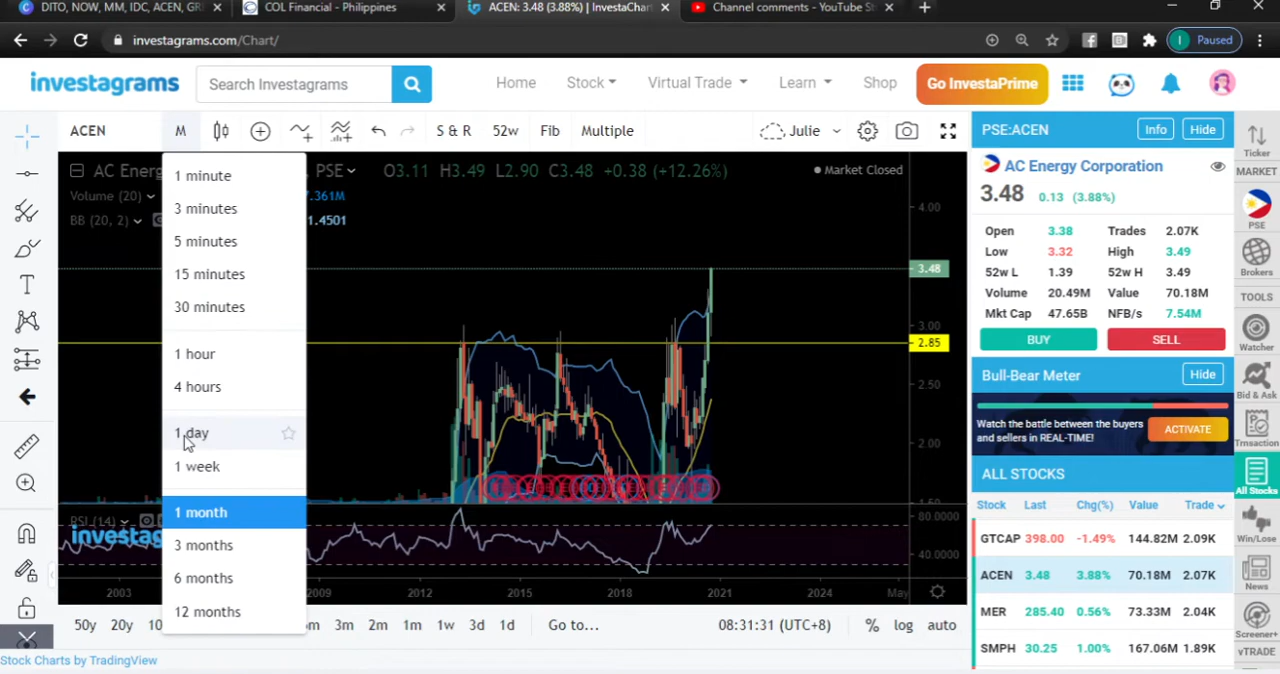 DITO, NOW, MM, IDC, ACEN, GRI
COL Financial - Philippines
ACEN: 3.48 (3.88%) | InvestaChar
Channel comments - YouTube St
investagrams.com/Chart/
Paused
investagrams
Search Investagrams
Home
Stock
Virtual Trade
Learn
Shop
Go InvestaPrime
ACEN
M
S & R
52w
Fib
Multiple
Julie
AC Energ
PSE
O3.11 H3.49 L2.90 C3.48 +0.38 (+12.26%)
Market Closed
Volume (20)
7.361M
BB (20, 2)
1.4501
1 minute
3 minutes
5 minutes
15 minutes
30 minutes
1 hour
4 hours
1 day
1 week
1 month
3 months
6 months
12 months
4.00
3.48
3.00
2.85
2.50
2.00
1.50
RSI (14)
80.0000
40.0000
2003
2009
2012
2015
2018
2021
2024
May
50y
20y
3m
2m
1m
1w
3d
1d
Go to...
08:31:31 (UTC+8)
%
log
auto
Stock Charts by TradingView
PSE:ACEN
Info
Hide
AC Energy Corporation
3.48 0.13 (3.88%)
Open 3.38 Trades 2.07K
Low 3.32 High 3.49
52w L 1.39 52w H 3.49
Volume 20.49M Value 70.18M
Mkt Cap 47.65B NFB/s 7.54M
BUY
SELL
Bull-Bear Meter
Hide
Watch the battle between the buyers
and sellers in REAL-TIME!
ACTIVATE
ALL STOCKS
Stock Last Chg(%) Value Trade
GTCAP 398.00 -1.49% 144.82M 2.09K
ACEN 3.48 3.88% 70.18M 2.07K
MER 285.40 0.56% 73.33M 2.04K
SMPH 30.25 1.00% 167.06M 1.89K
Ticker
MARKET
PSE
Brokers
TOOLS
Watcher
Bid & Ask
Trnsaction
All Stocks
Win/Lose
News
Screener+
vTRADE